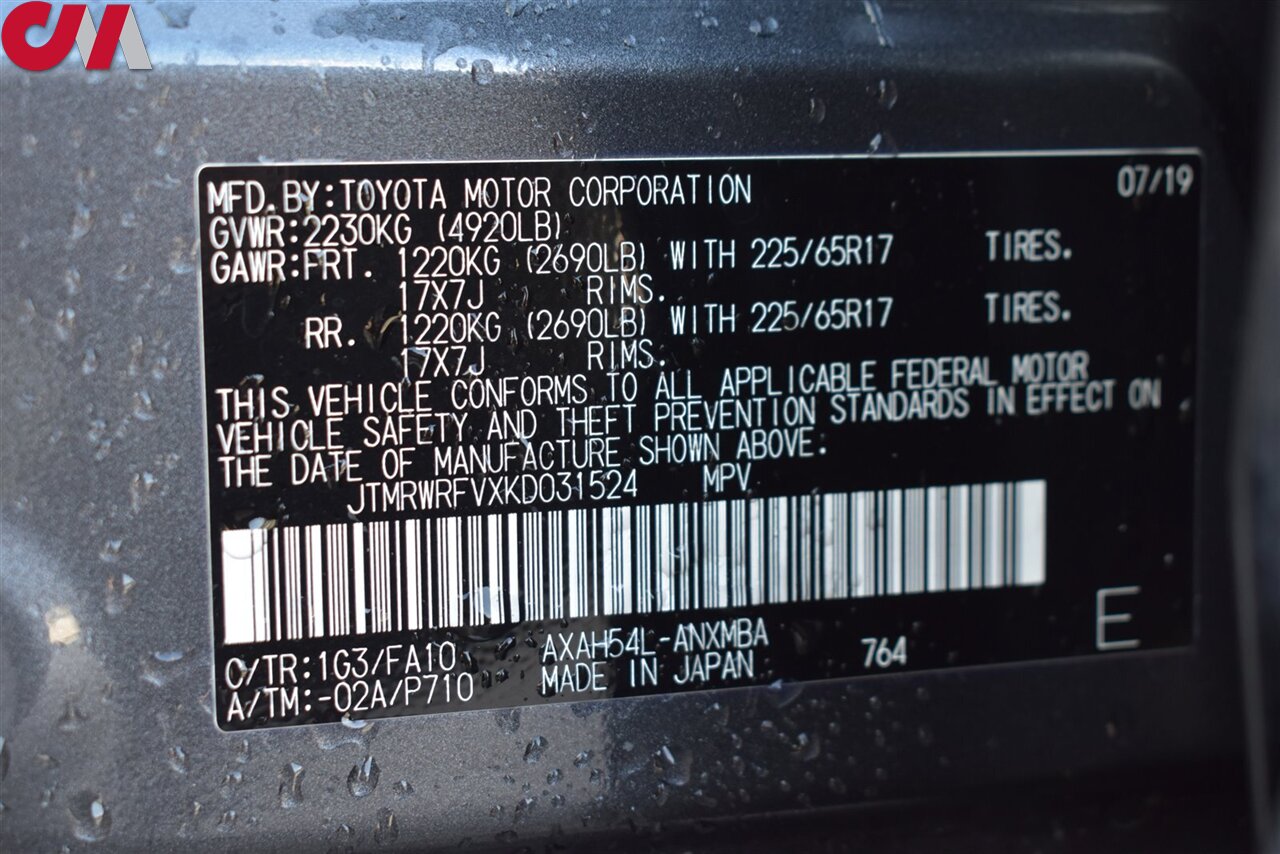 CM
MFD. BY: TOYOTA MOTOR CORPORATION 07/19
GVWR: 2230KG (4920LB)
GAWR: FRT. 1220KG (2690LB) WITH 225/65R17 TIRES.
17X7J RIMS.
RR. 1220KG (2690LB) WITH 225/65R17 TIRES.
17X7J RIMS.
THIS VEHICLE CONFORMS TO ALL APPLICABLE FEDERAL MOTOR
VEHICLE SAFETY AND THEFT PREVENTION STANDARDS IN EFFECT ON
THE DATE OF MANUFACTURE SHOWN ABOVE:
JTMRWRFVXKD031524 MPV
C/TR: 1G3/FA10 AXAH54L-ANXMBA 764 E
A/TM: -02A/P710 MADE IN JAPAN